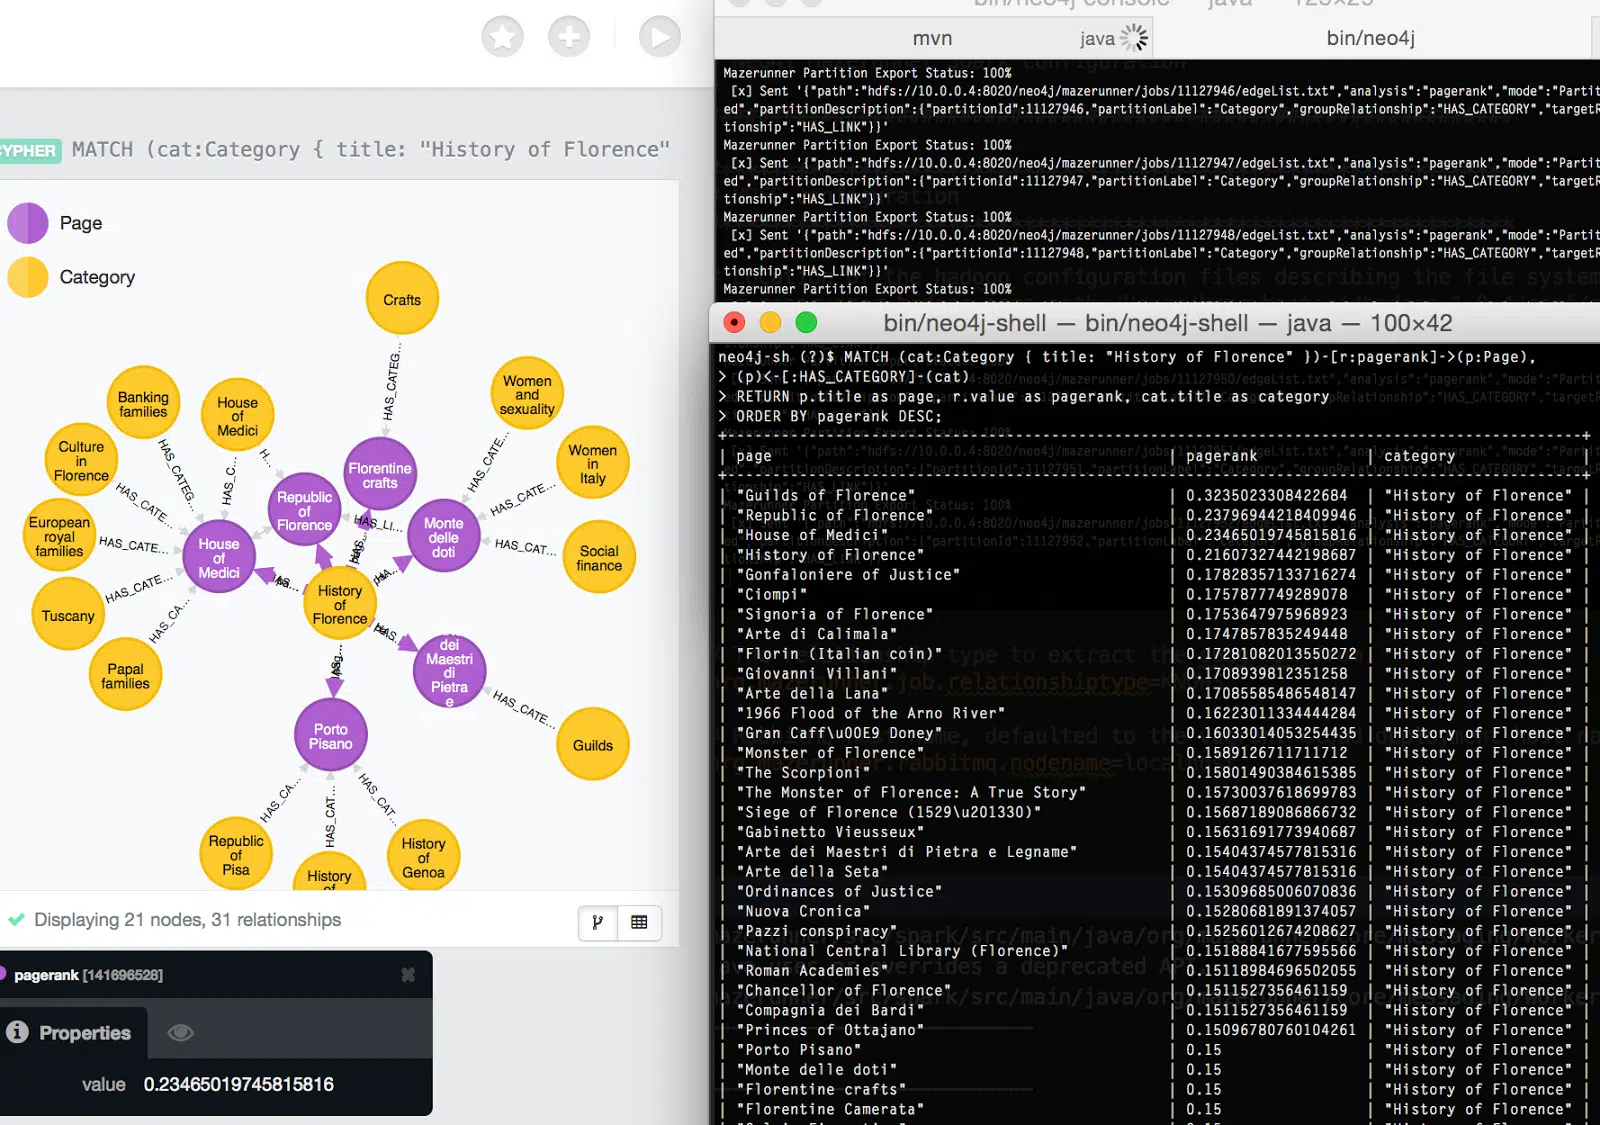 CYPHER MATCH (cat:Category { title: "History of Florence"
Page
Category
Crafts
Banking families
House of Medici
Women and sexuality
Culture in Florence
Women in Italy
Florentine crafts
Republic of Florence
Monte delle doti
European royal families
House of Medici
Social finance
History of Florence
Tuscany
Papal families
dei Maestri di Pietra e
Porto Pisano
Guilds
Republic of Pisa
History of
History of Genoa
HAS_CATEG...
HAS_CATEG...
HAS_C...
H...
HAS_CATE...
HAS_CATE...
HAS_CATE...
HAS_CATE...
HAS_CA...
HAS_LI...
HAS_CATE...
HAS_CATE...
HAS_CAT...
HAS_CATE...
HAS_CA...
HAS_CAT...
HAS_CAT...
Displaying 21 nodes, 31 relationships
pagerank [141696528]
Properties
value 0.23465019745815816
mvn java bin/neo4j
Mazerunner Partition Export Status: 100%
[x] Sent '{"path":"hdfs://10.0.0.4:8020/neo4j/mazerunner/jobs/11127946/edgeList.txt","analysis":"pagerank","mode":"Partit
ed","partitionDescription":{"partitionId":11127946,"partitionLabel":"Category","groupRelationship":"HAS_CATEGORY","targetR
tionship":"HAS_LINK"}}'
Mazerunner Partition Export Status: 100%
[x] Sent '{"path":"hdfs://10.0.0.4:8020/neo4j/mazerunner/jobs/11127947/edgeList.txt","analysis":"pagerank","mode":"Partit
ed","partitionDescription":{"partitionId":11127947,"partitionLabel":"Category","groupRelationship":"HAS_CATEGORY","targetR
tionship":"HAS_LINK"}}'
Mazerunner Partition Export Status: 100%
[x] Sent '{"path":"hdfs://10.0.0.4:8020/neo4j/mazerunner/jobs/11127948/edgeList.txt","analysis":"pagerank","mode":"Partit
ed","partitionDescription":{"partitionId":11127948,"partitionLabel":"Category","groupRelationship":"HAS_CATEGORY","targetR
tionship":"HAS_LINK"}}'
Mazerunner Partition Export Status: 100%
bin/neo4j-shell — bin/neo4j-shell — java — 100×42
neo4j-sh (?)$ MATCH (cat:Category { title: "History of Florence" })-[r:pagerank]->(p:Page),
> (p)<-[:HAS_CATEGORY]-(cat)
> RETURN p.title as page, r.value as pagerank, cat.title as category
> ORDER BY pagerank DESC;
| page | pagerank | category |
| "Guilds of Florence" | 0.3235023308422684 | "History of Florence" |
| "Republic of Florence" | 0.23796944218409946 | "History of Florence" |
| "House of Medici" | 0.23465019745815816 | "History of Florence" |
| "History of Florence" | 0.21607327442198687 | "History of Florence" |
| "Gonfaloniere of Justice" | 0.17828357133716274 | "History of Florence" |
| "Ciompi" | 0.1757877749289078 | "History of Florence" |
| "Signoria of Florence" | 0.1753647975968923 | "History of Florence" |
| "Arte di Calimala" | 0.1747857835249448 | "History of Florence" |
| "Florin (Italian coin)" | 0.17281082013550272 | "History of Florence" |
| "Giovanni Villani" | 0.1708939812351258 | "History of Florence" |
| "Arte della Lana" | 0.17085585486548147 | "History of Florence" |
| "1966 Flood of the Arno River" | 0.16223011334444284 | "History of Florence" |
| "Gran Caff\u00E9 Doney" | 0.16033014053254435 | "History of Florence" |
| "Monster of Florence" | 0.1589126711711712 | "History of Florence" |
| "The Scorpioni" | 0.15801490384615385 | "History of Florence" |
| "The Monster of Florence: A True Story" | 0.15730037618699783 | "History of Florence" |
| "Siege of Florence (1529\u201330)" | 0.15687189086866732 | "History of Florence" |
| "Gabinetto Vieusseux" | 0.15631691773940687 | "History of Florence" |
| "Arte dei Maestri di Pietra e Legname" | 0.15404374577815316 | "History of Florence" |
| "Arte della Seta" | 0.15404374577815316 | "History of Florence" |
| "Ordinances of Justice" | 0.15309685006070836 | "History of Florence" |
| "Nuova Cronica" | 0.15280681891374057 | "History of Florence" |
| "Pazzi conspiracy" | 0.15256012674208627 | "History of Florence" |
| "National Central Library (Florence)" | 0.15188841677595566 | "History of Florence" |
| "Roman Academies" | 0.15118984696502055 | "History of Florence" |
| "Chancellor of Florence" | 0.1511527356461159 | "History of Florence" |
| "Compagnia dei Bardi" | 0.1511527356461159 | "History of Florence" |
| "Princes of Ottajano" | 0.15096780760104261 | "History of Florence" |
| "Porto Pisano" | 0.15 | "History of Florence" |
| "Monte delle doti" | 0.15 | "History of Florence" |
| "Florentine crafts" | 0.15 | "History of Florence" |
| "Florentine Camerata" | 0.15 | "History of Florence" |